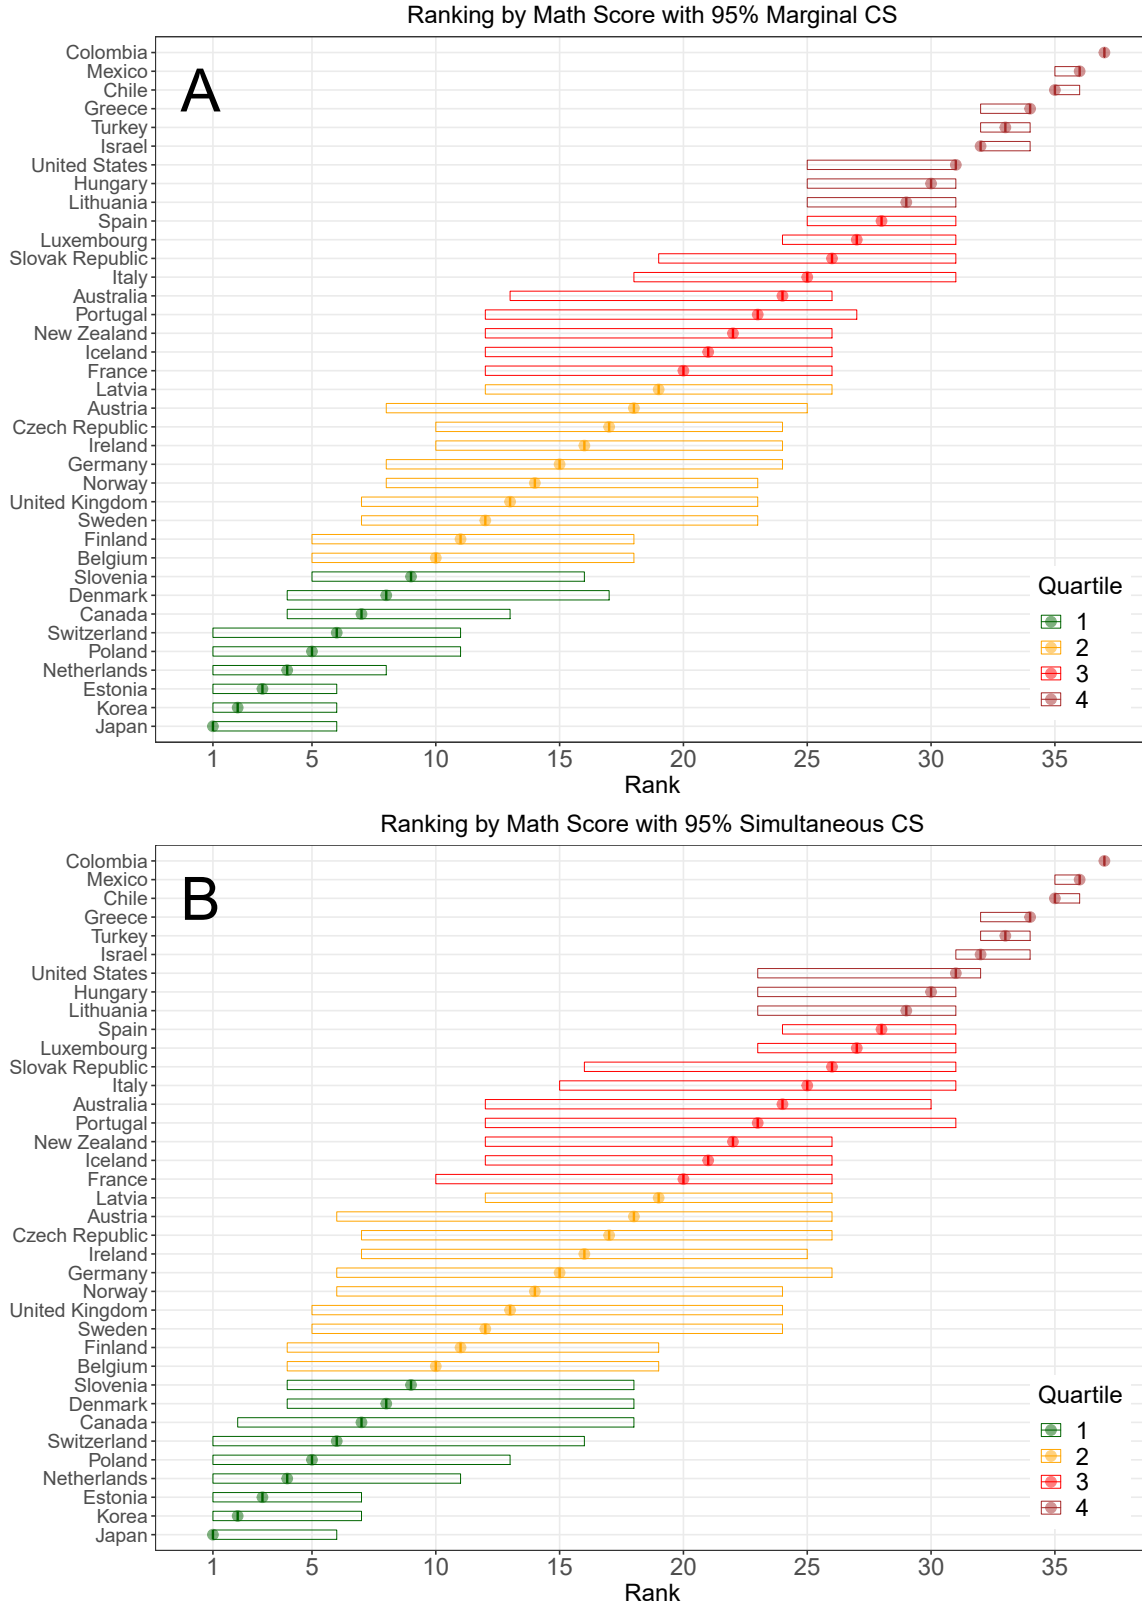 Ranking by Math Score with 95% Marginal CS
A
Colombia
Mexico
Chile
Greece
Turkey
Israel
United States
Hungary
Lithuania
Spain
Luxembourg
Slovak Republic
Italy
Australia
Portugal
New Zealand
Iceland
France
Latvia
Austria
Czech Republic
Ireland
Germany
Norway
United Kingdom
Sweden
Finland
Belgium
Slovenia
Denmark
Canada
Switzerland
Poland
Netherlands
Estonia
Korea
Japan
Quartile
1
2
3
4
1 5 10 15 20 25 30 35
Rank
Ranking by Math Score with 95% Simultaneous CS
B
Colombia
Mexico
Chile
Greece
Turkey
Israel
United States
Hungary
Lithuania
Spain
Luxembourg
Slovak Republic
Italy
Australia
Portugal
New Zealand
Iceland
France
Latvia
Austria
Czech Republic
Ireland
Germany
Norway
United Kingdom
Sweden
Finland
Belgium
Slovenia
Denmark
Canada
Switzerland
Poland
Netherlands
Estonia
Korea
Japan
Quartile
1
2
3
4
1 5 10 15 20 25 30 35
Rank